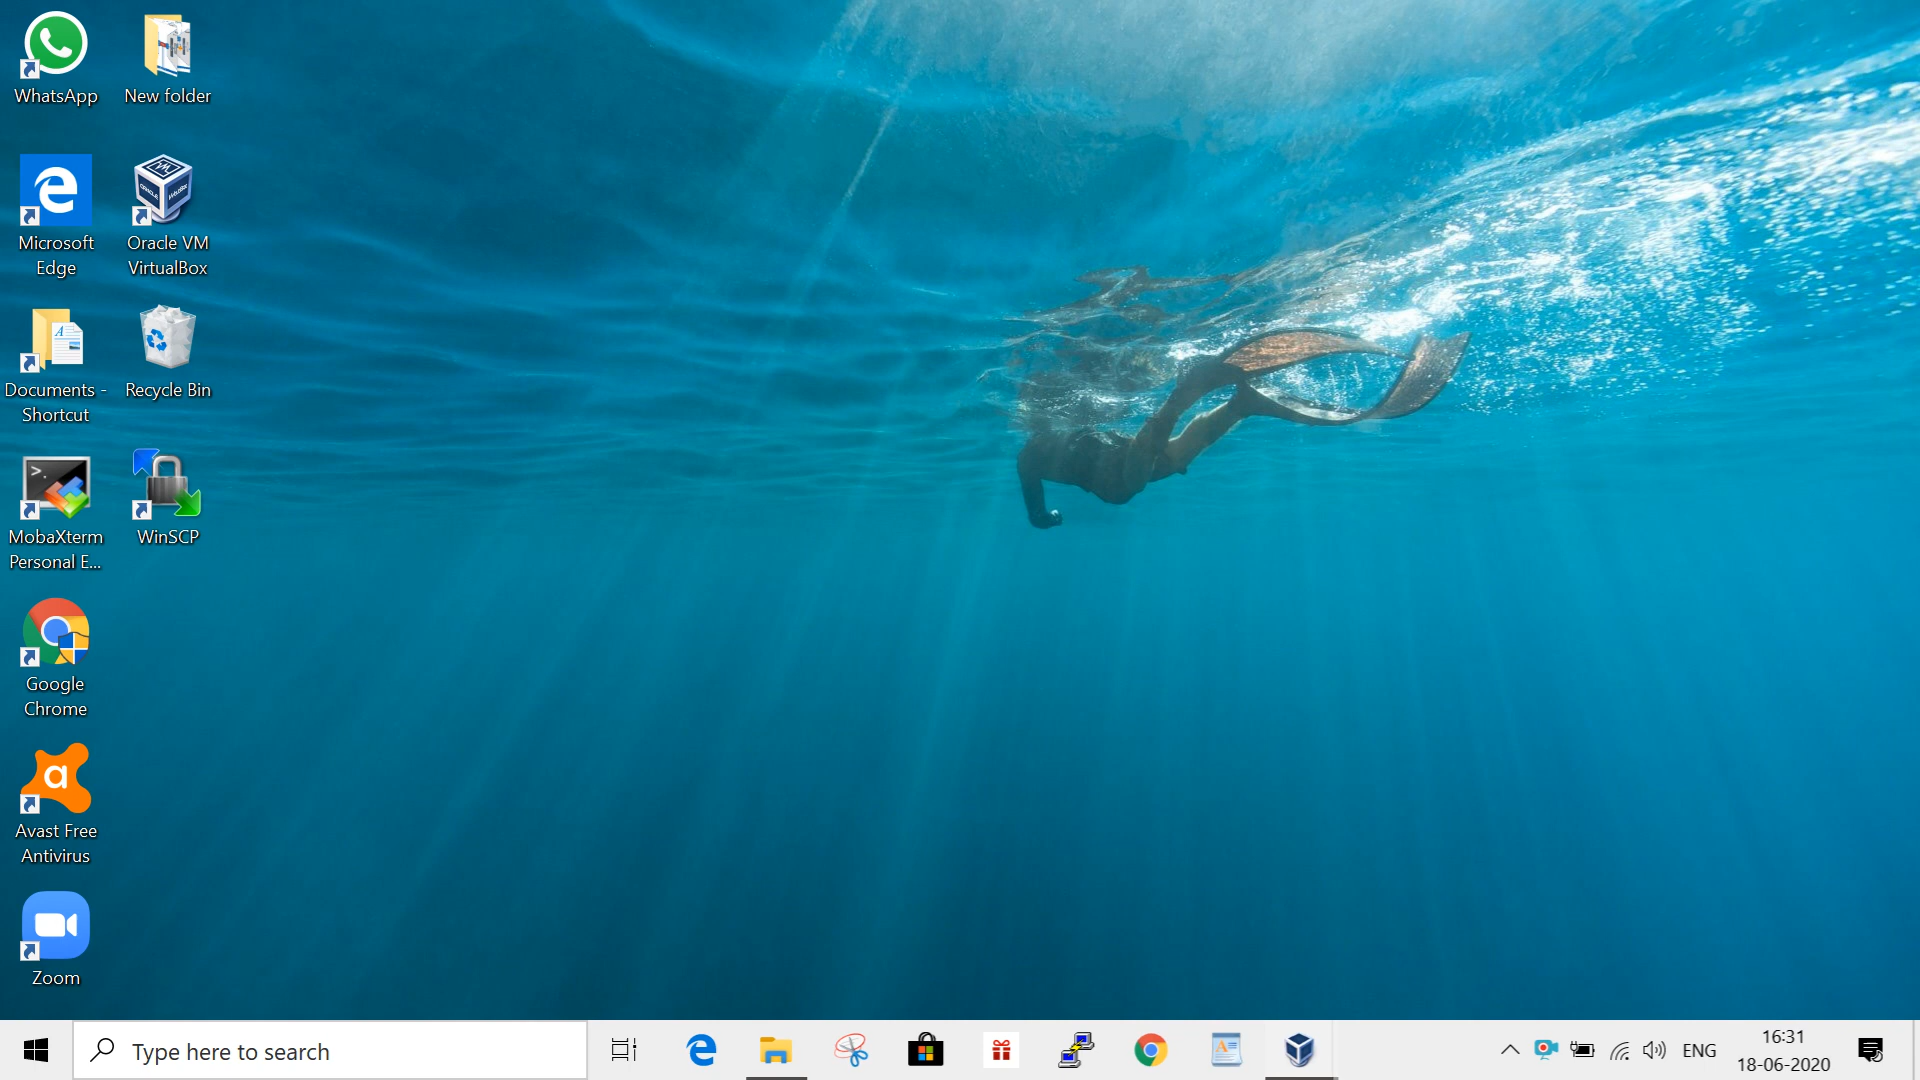 WhatsApp
New folder
Microsoft
Edge
Oracle VM
VirtualBox
Documents -
Shortcut
Recycle Bin
MobaXterm
Personal E...
WinSCP
Google
Chrome
a
Avast Free
Antivirus
Zoom
Type here to search
ENG
16:31
18-06-2020